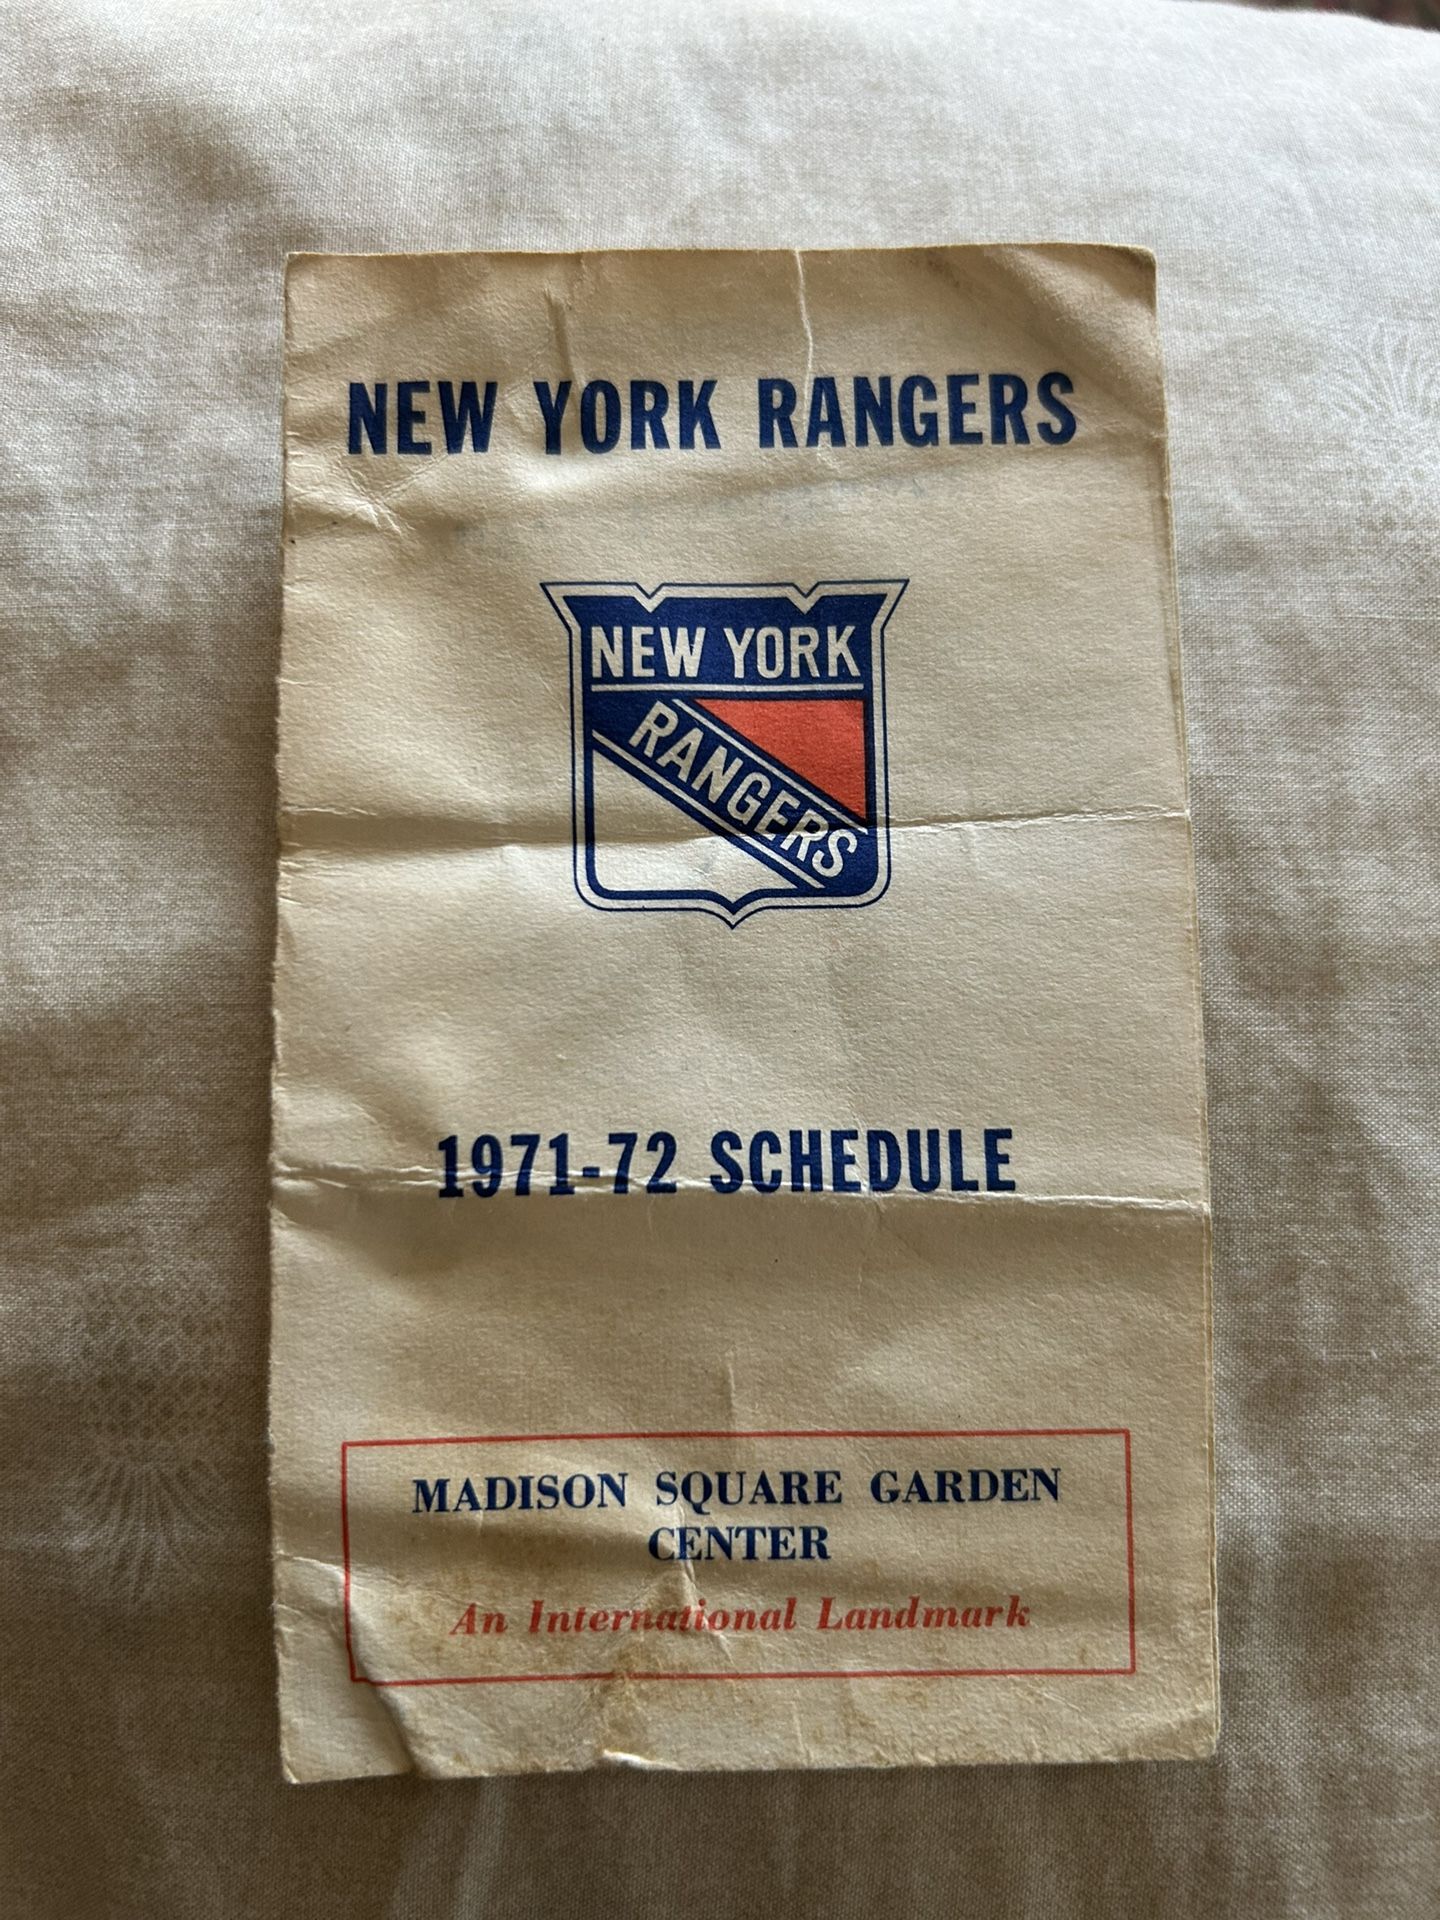 NEW YORK RANGERS
NEW YORK
RANGERS
1971-72 SCHEDULE
MADISON SQUARE GARDEN
CENTER
An International Landmark